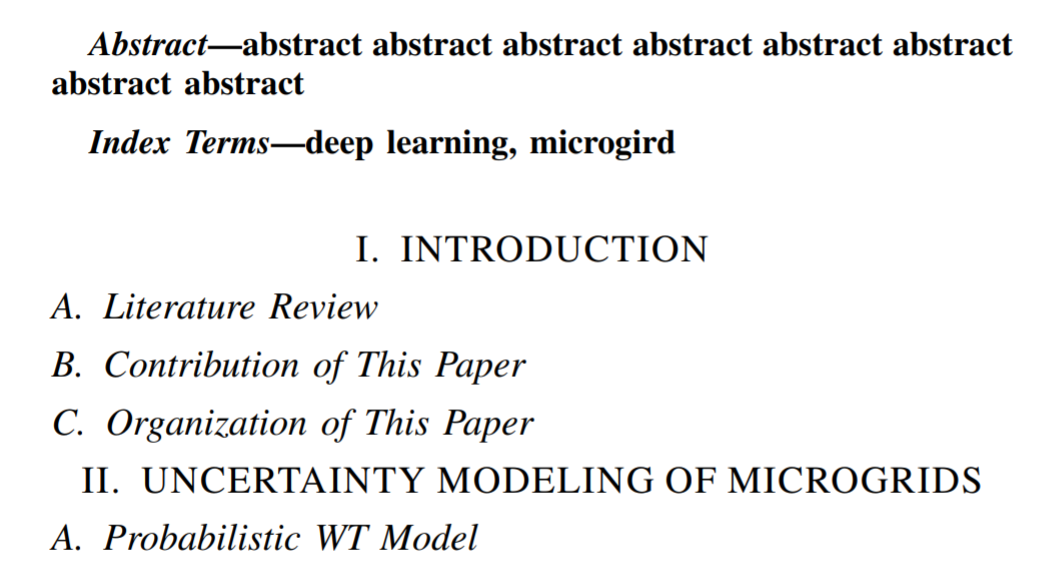 Abstract—abstract abstract abstract abstract abstract abstract
abstract abstract
Index Terms—deep learning, microgird
I. INTRODUCTION
A. Literature Review
B. Contribution of This Paper
C. Organization of This Paper
II. UNCERTAINTY MODELING OF MICROGRIDS
A. Probabilistic WT Model